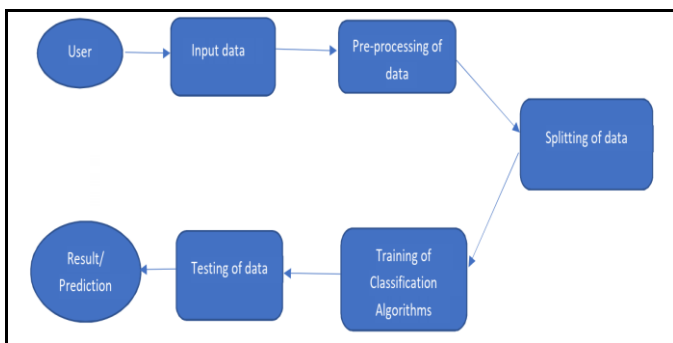 User
Input data
Pre-processing of
data
Splitting of data
Training of
Classification
Algorithms
Testing of data
Result/
Prediction